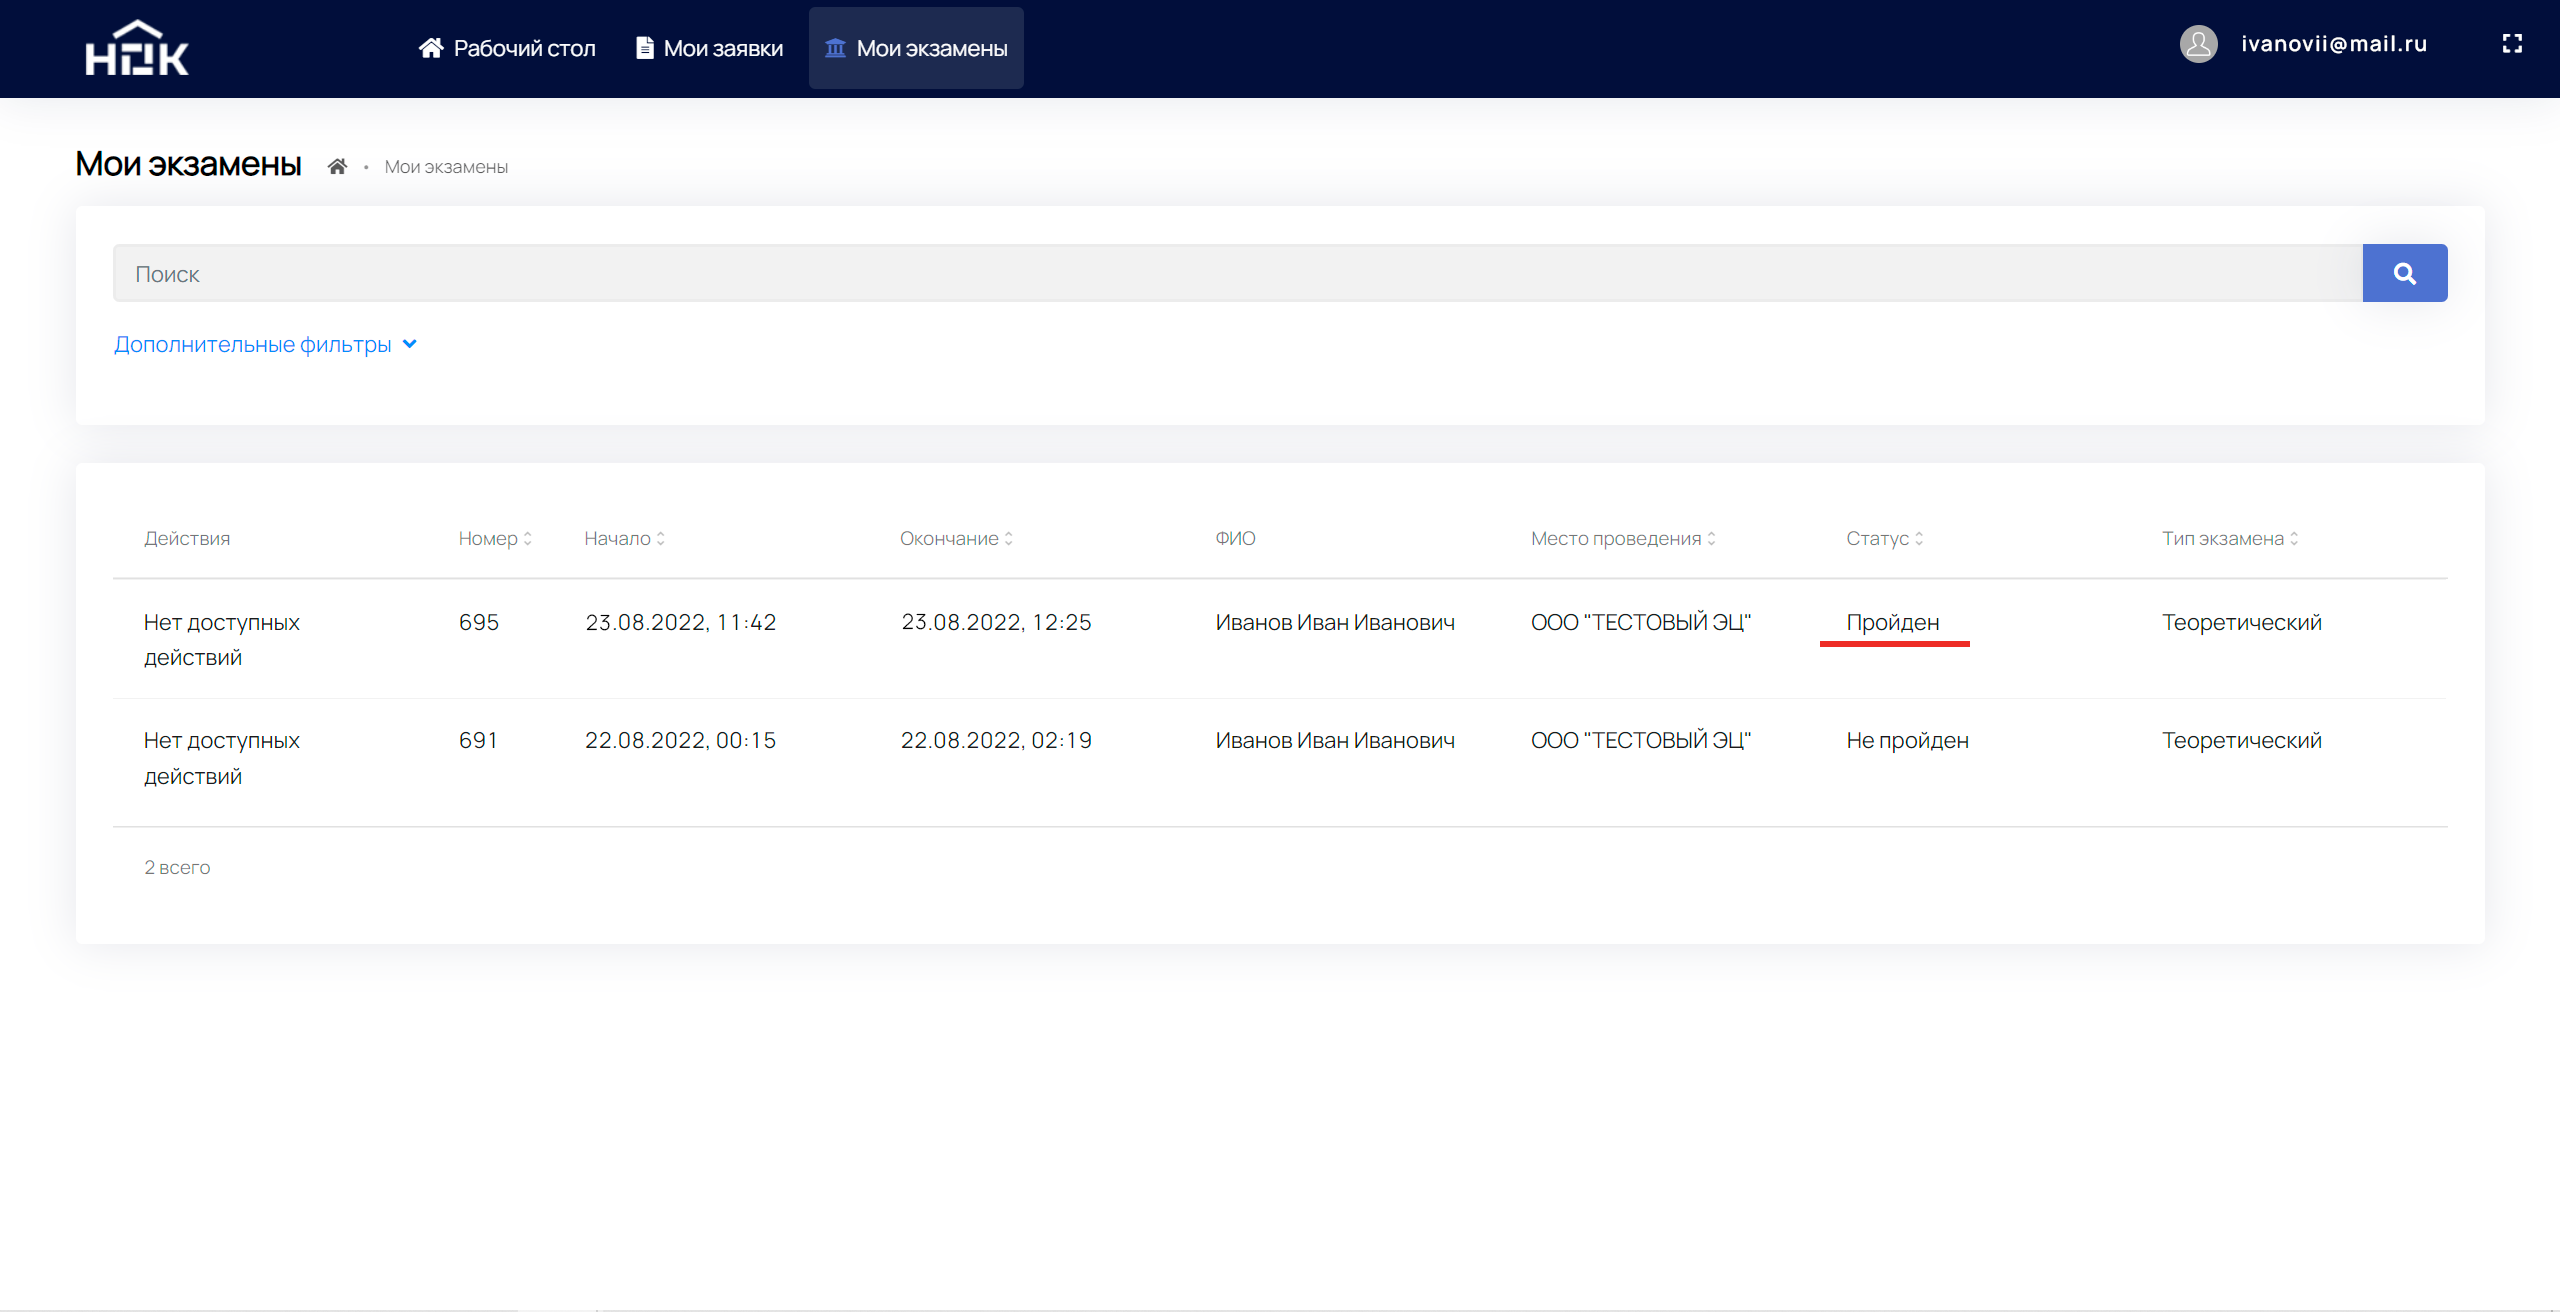 НОК Рабочий стол Мои заявки Мои экзамены ivanovii@mail.ru
Мои экзамены • Мои экзамены
Поиск
Дополнительные фильтры
Действия Номер Начало Окончание ФИО Место проведения Статус Тип экзамена
Нет доступных 695 23.08.2022, 11:42 23.08.2022, 12:25 Иванов Иван Иванович ООО "ТЕСТОВЫЙ ЭЦ" Пройден Теоретический
действий
Нет доступных 691 22.08.2022, 00:15 22.08.2022, 02:19 Иванов Иван Иванович ООО "ТЕСТОВЫЙ ЭЦ" Не пройден Теоретический
действий
2 всего